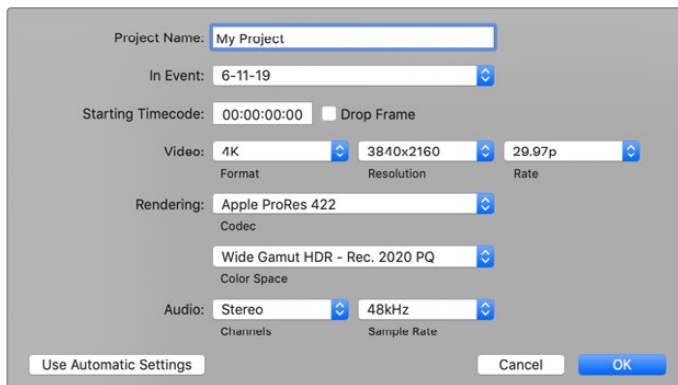 Project Name: My Project
In Event: 6-11-19
Starting Timecode: 00:00:00:00 Drop Frame
Video: 4K 3840x2160 29.97p
Format Resolution Rate
Rendering: Apple ProRes 422
Codec
Wide Gamut HDR - Rec. 2020 PQ
Color Space
Audio: Stereo 48kHz
Channels Sample Rate
Use Automatic Settings Cancel OK